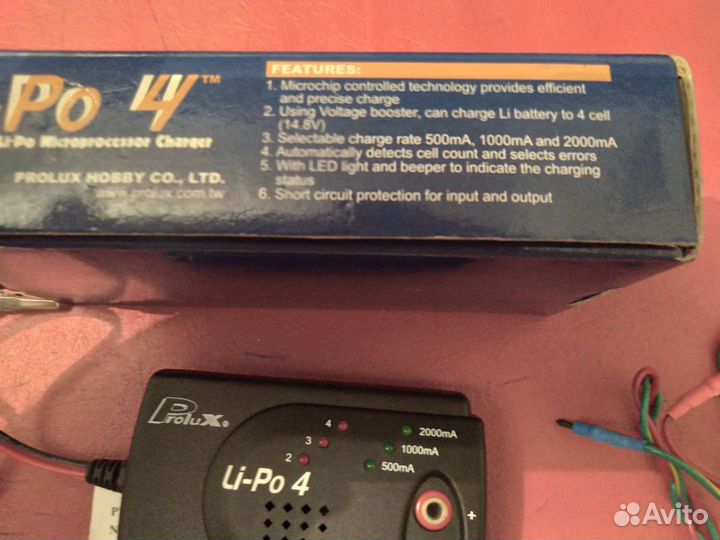 -Po 4™
Li-Po Microprocessor Charger
PROLUX HOBBY CO., LTD.
www.prolux.com.tw
FEATURES:
1. Microchip controlled technology provides efficient
and precise charge
2. Using Voltage booster, can charge Li battery to 4 cell
(14.8V)
3. Selectable charge rate 500mA, 1000mA and 2000mA
4. Automatically detects cell count and selects errors
5. With LED light and beeper to indicate the charging
status
6. Short circuit protection for input and output
ProluX®
4
3
2
2000mA
1000mA
500mA
Li-Po 4
+
P
N
Avito